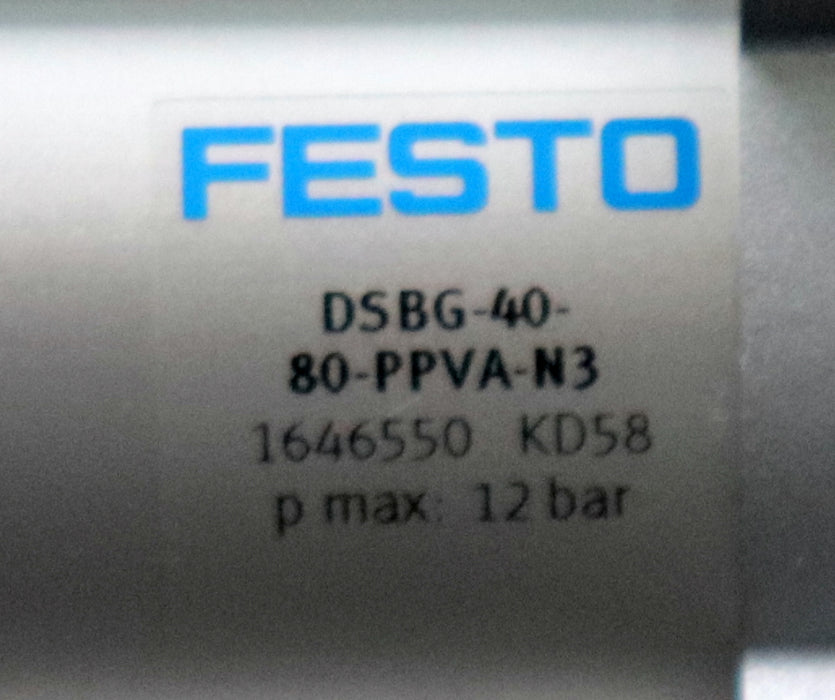 FESTO
DSBG-40-
80-PPVA-N3
1646550 KD58
p max: 12 bar